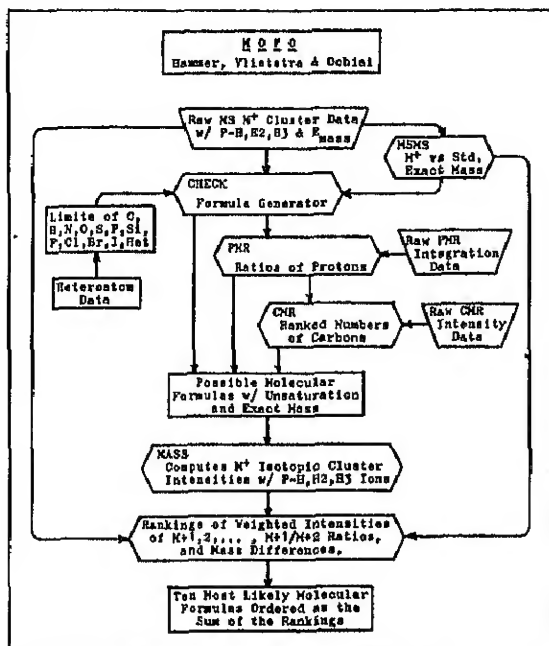 M O F O
Hammer, Vlietstra & Ochiai
Raw MS M+ Cluster Data
w/ P-H,H2,H3 & Emass
MSMS
M+ vs Std,
Exact Mass
CHECK
Formula Generator
Limits of C,
H,N,O,S,P,Si,
F,Cl,Br,I,Het
Heteroatom
Data
PMR
Ratios of Protons
Raw PMR
Integration
Data
CMR
Ranked Numbers
of Carbons
Raw CMR
Intensity
Data
Possible Molecular
Formulas w/ Unsaturation
and Exact Mass
MASS
Computes M+ Isotopic Cluster
Intensities w/ P-H,H2,H3 Ions
Rankings of Weighted Intensities
of M+1,2,... , M+1/M+2 Ratios,
and Mass Differences.
Ten Most Likely Molecular
Formulas Ordered as the
Sum of the Rankings